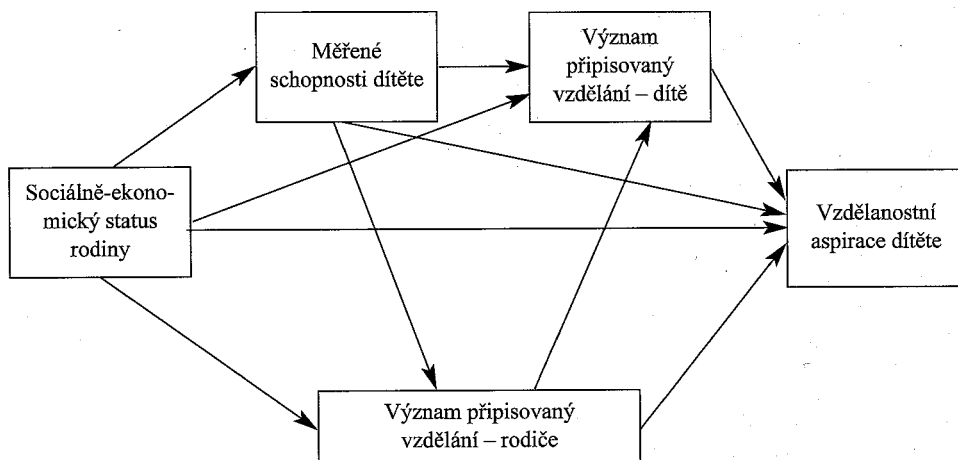 Měřené
schopnosti dítěte
Význam
připisovaný
vzdělání – dítě
Sociálně-ekono-
mický status
rodiny
Vzdělanostní
aspirace dítěte
Význam připisovaný
vzdělání – rodiče